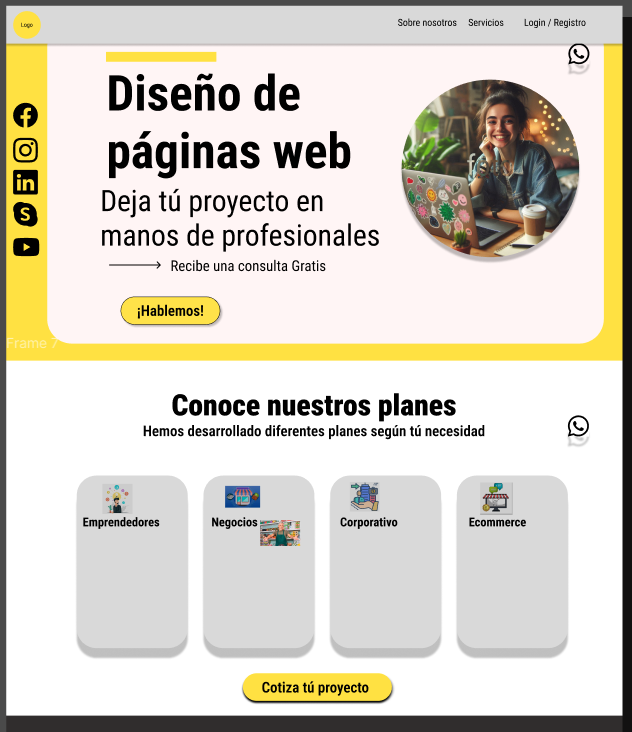 Logo
Sobre nosotros Servicios Login / Registro
Diseño de
páginas web
Deja tú proyecto en
manos de profesionales
Recibe una consulta Gratis
¡Hablemos!
Frame 7
Conoce nuestros planes
Hemos desarrollado diferentes planes según tú necesidad
Emprendedores Negocios Corporativo Ecommerce
Cotiza tú proyecto